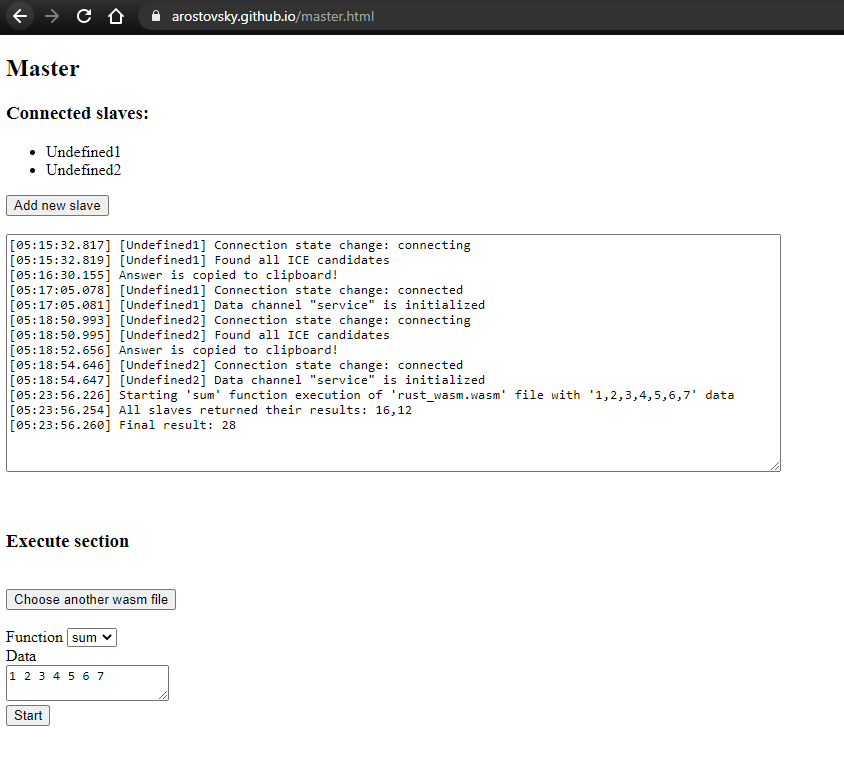 arostovsky.github.io/master.html
Master
Connected slaves:
Undefined1
Undefined2
Add new slave
[05:15:32.817] [Undefined1] Connection state change: connecting
[05:15:32.819] [Undefined1] Found all ICE candidates
[05:16:30.155] Answer is copied to clipboard!
[05:17:05.078] [Undefined1] Connection state change: connected
[05:17:05.081] [Undefined1] Data channel "service" is initialized
[05:18:50.993] [Undefined2] Connection state change: connecting
[05:18:50.995] [Undefined2] Found all ICE candidates
[05:18:52.656] Answer is copied to clipboard!
[05:18:54.646] [Undefined2] Connection state change: connected
[05:18:54.647] [Undefined2] Data channel "service" is initialized
[05:23:56.226] Starting 'sum' function execution of 'rust_wasm.wasm' file with '1,2,3,4,5,6,7' data
[05:23:56.254] All slaves returned their results: 16,12
[05:23:56.260] Final result: 28
Execute section
Choose another wasm file
Function sum
Data
1 2 3 4 5 6 7
Start